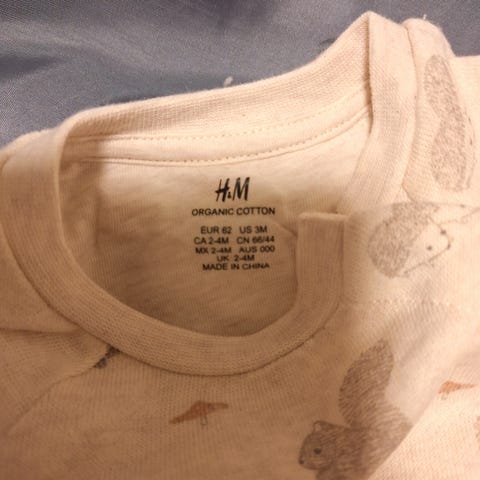 H&M
ORGANIC COTTON
EUR 62 US 3M
CA 2-4M CN 66/44
MX 2-4M AUS 000
UK 2-4M
MADE IN CHINA